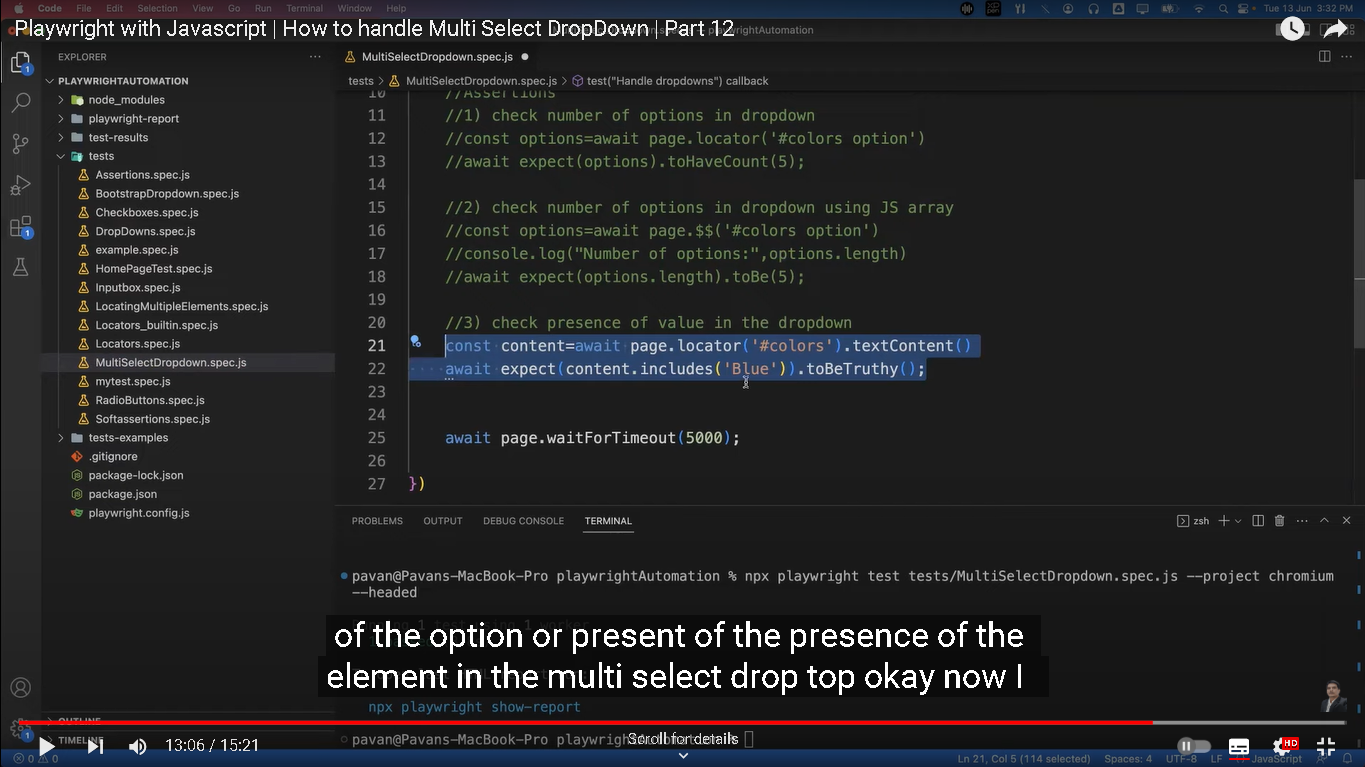 Code File Edit Selection View Go Run Terminal Window Help Tue 13 Jun 3:32 PM
Playwright with Javascript | How to handle Multi Select DropDown | Part 12
playwrightAutomation
EXPLORER
PLAYWRIGHTAUTOMATION
node_modules
playwright-report
test-results
tests
Assertions.spec.js
BootstrapDropdown.spec.js
Checkboxes.spec.js
DropDowns.spec.js
example.spec.js
HomePageTest.spec.js
Inputbox.spec.js
LocatingMultipleElements.spec.js
Locators_builtin.spec.js
Locators.spec.js
MultiSelectDropdown.spec.js
mytest.spec.js
RadioButtons.spec.js
Softassertions.spec.js
tests-examples
.gitignore
package-lock.json
package.json
playwright.config.js
OUTLINE
TIMELINE
MultiSelectDropdown.spec.js
tests > MultiSelectDropdown.spec.js > test("Handle dropdowns") callback
10 //Assertions
11 //1) check number of options in dropdown
12 //const options=await page.locator('#colors option')
13 //await expect(options).toHaveCount(5);
14
15 //2) check number of options in dropdown using JS array
16 //const options=await page.$$('#colors option')
17 //console.log("Number of options:",options.length)
18 //await expect(options.length).toBe(5);
19
20 //3) check presence of value in the dropdown
21 const content=await page.locator('#colors').textContent()
22 await expect(content.includes('Blue')).toBeTruthy();
23
24
25 await page.waitForTimeout(5000);
26
27 })
PROBLEMS OUTPUT DEBUG CONSOLE TERMINAL
zsh
pavan@Pavans-MacBook-Pro playwrightAutomation % npx playwright test tests/MultiSelectDropdown.spec.js --project chromium
--headed
of the option or present of the presence of the
element in the multi select drop top okay now I
npx playwright show-report
pavan@Pavans-MacBook-Pro
Scroll for details
13:06 / 15:21
HD
0 0 Ln 21, Col 5 (114 selected) Spaces: 4 UTF-8 LF JavaScript